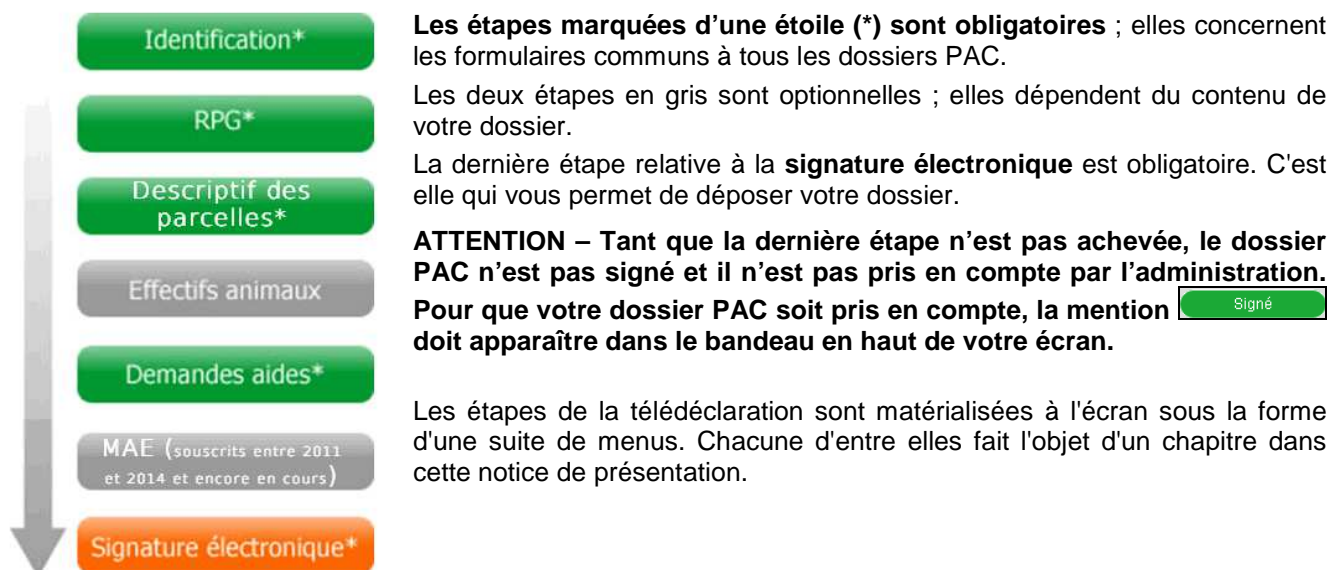 Identification*
RPG*
Descriptif des
parcelles*
Effectifs animaux
Demandes aides*
MAE (souscrits entre 2011
et 2014 et encore en cours)
Signature électronique*
Les étapes marquées d’une étoile (*) sont obligatoires ; elles concernent
les formulaires communs à tous les dossiers PAC.
Les deux étapes en gris sont optionnelles ; elles dépendent du contenu de
votre dossier.
La dernière étape relative à la signature électronique est obligatoire. C'est
elle qui vous permet de déposer votre dossier.
ATTENTION – Tant que la dernière étape n’est pas achevée, le dossier
PAC n’est pas signé et il n’est pas pris en compte par l’administration.
Pour que votre dossier PAC soit pris en compte, la mention Signé
doit apparaître dans le bandeau en haut de votre écran.
Les étapes de la télédéclaration sont matérialisées à l'écran sous la forme
d'une suite de menus. Chacune d'entre elles fait l'objet d'un chapitre dans
cette notice de présentation.